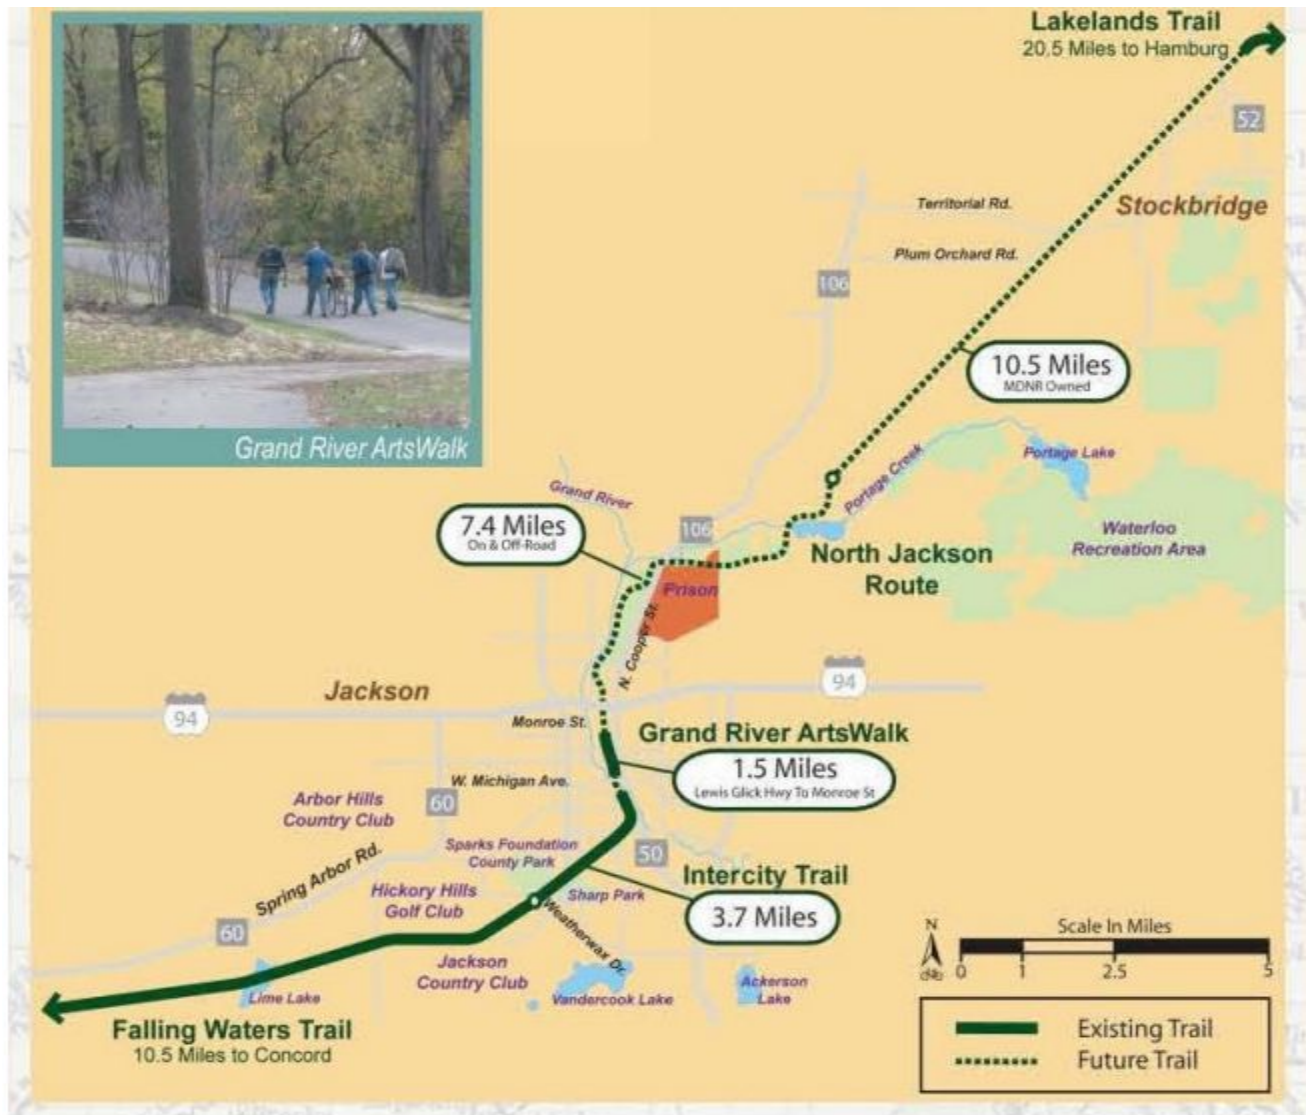 Lakelands Trail
20.5 Miles to Hamburg
52
Territorial Rd.
Stockbridge
Plum Orchard Rd.
106
10.5 Miles
MDNR Owned
Grand River ArtsWalk
Portage Lake
Portage Creek
Grand River
7.4 Miles
On & Off-Road
106
Waterloo
Recreation Area
North Jackson
Route
Prison
N. Cooper St.
Jackson
94
94
Monroe St.
Grand River ArtsWalk
1.5 Miles
Lewis Glick Hwy To Monroe St
W. Michigan Ave.
60
Arbor Hills
Country Club
Sparks Foundation
County Park
50
Spring Arbor Rd.
Intercity Trail
3.7 Miles
Hickory Hills
Golf Club
Sharp Park
Weatherwax Dr.
60
Jackson
Country Club
Lime Lake
Vandercook Lake
Ackerson
Lake
Falling Waters Trail
10.5 Miles to Concord
N
Scale In Miles
0 1 2.5 5
Existing Trail
Future Trail